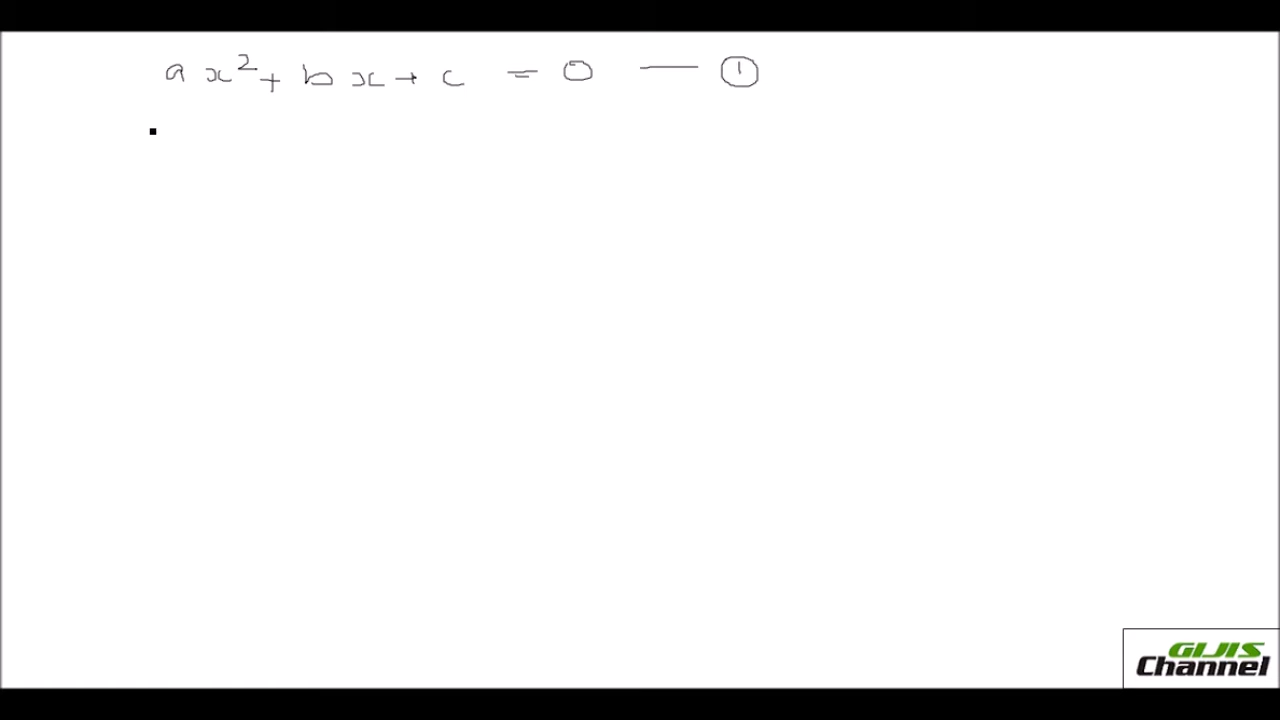 ax²+bx+c = 0 — ①
GIJIS
Channel